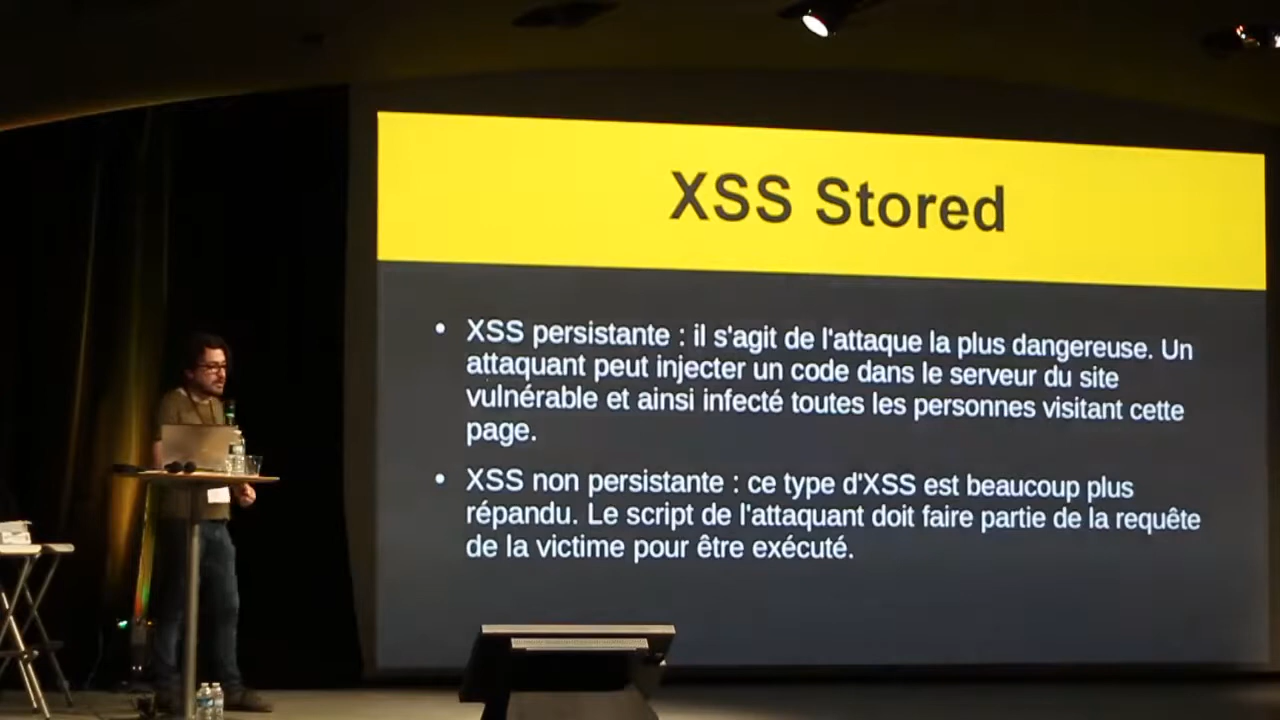 XSS Stored
• XSS persistante : il s'agit de l'attaque la plus dangereuse. Un
attaquant peut injecter un code dans le serveur du site
vulnérable et ainsi infecté toutes les personnes visitant cette
page.
• XSS non persistante : ce type d'XSS est beaucoup plus
répandu. Le script de l'attaquant doit faire partie de la requête
de la victime pour être exécuté.